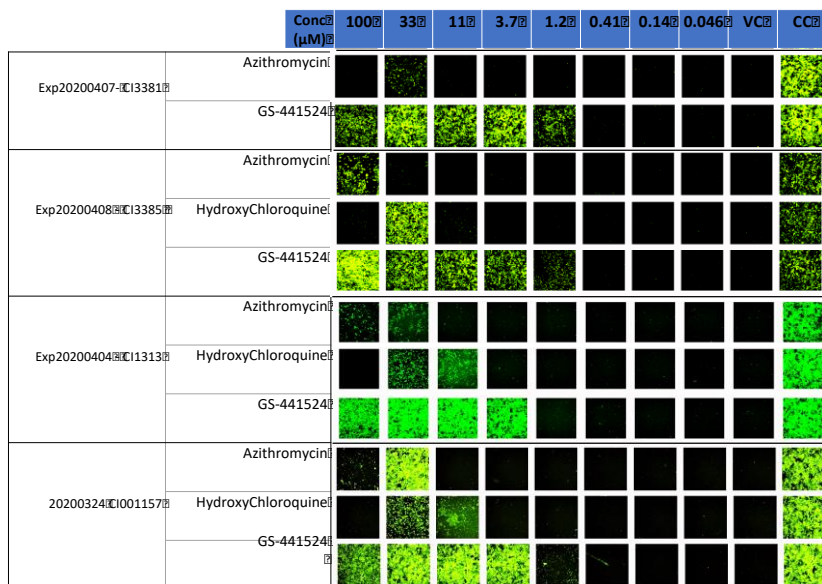 Conc 100 33 11 3.7 1.2 0.41 0.14 0.046 VC CC
(µM)
Azithromycin
Exp20200407-CI3381
GS-441524
Azithromycin
Exp20200408-CI3385
HydroxyChloroquine
GS-441524
Azithromycin
Exp20200404-CI1313
HydroxyChloroquine
GS-441524
Azithromycin
20200324 CI001157
HydroxyChloroquine
GS-441524